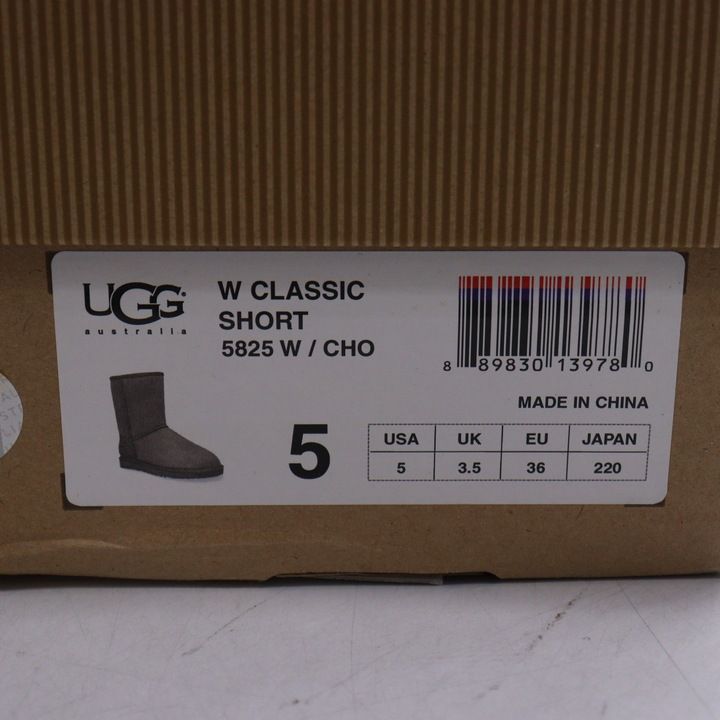 UGG®
australia
W CLASSIC
SHORT
5825 W / CHO
8 89830 13978 0
MADE IN CHINA
5
USA UK EU JAPAN
5 3.5 36 220